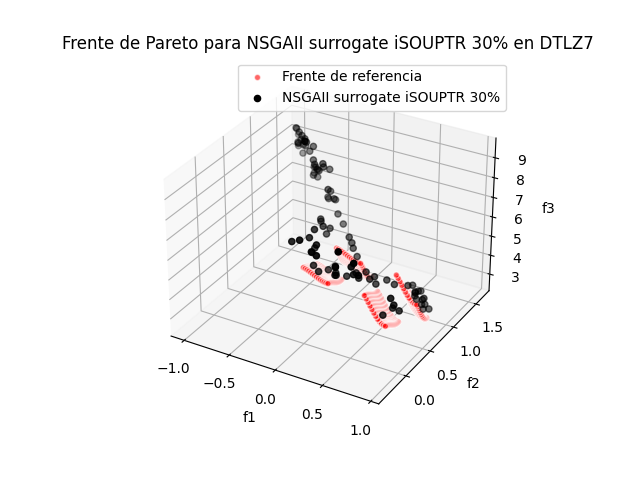 Frente de Pareto para NSGAII surrogate iSOUPTR 30% en DTLZ7
Frente de referencia
NSGAII surrogate iSOUPTR 30%
9
8
7
6
5
4
3
f3
1.5
1.0
0.5
0.0
f2
−1.0
−0.5
0.0
0.5
1.0
f1